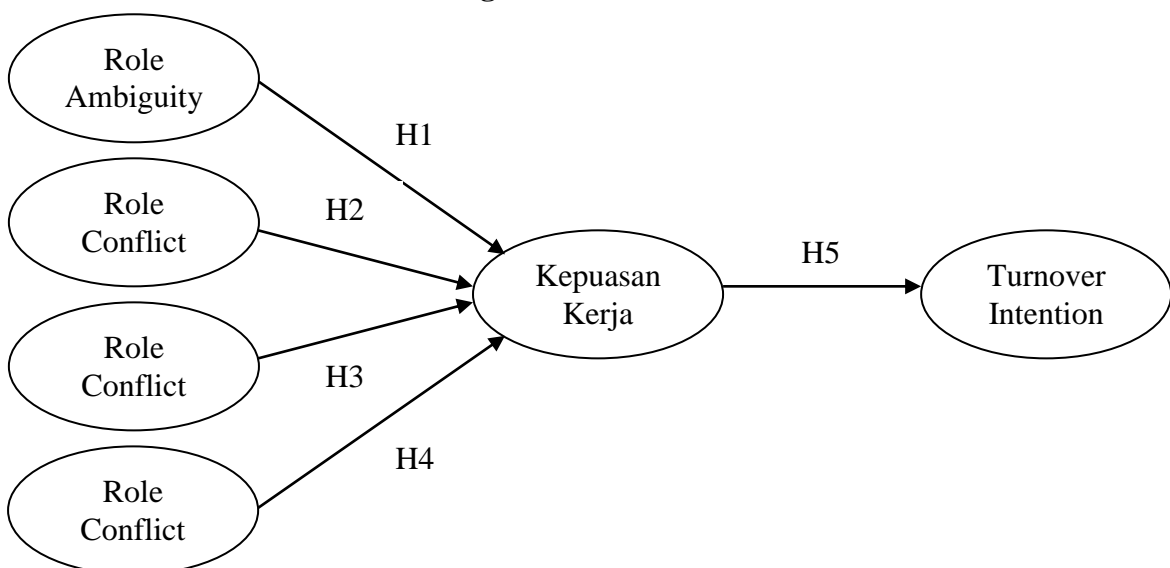 Role
Ambiguity
H1
Role
Conflict
H2
Kepuasan
Kerja
H5
Turnover
Intention
Role
Conflict
H3
H4
Role
Conflict